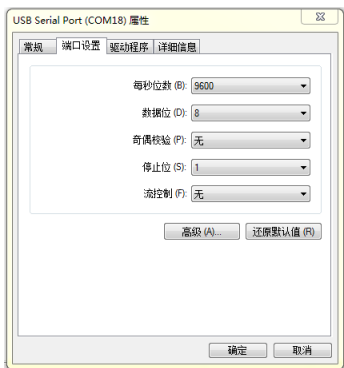 USB Serial Port (COM18) 属性
常规 端口设置 驱动程序 详细信息
每秒位数 (B): 9600
数据位 (D): 8
奇偶校验 (P): 无
停止位 (S): 1
流控制 (F): 无
高级 (A)... 还原默认值 (R)
确定 取消